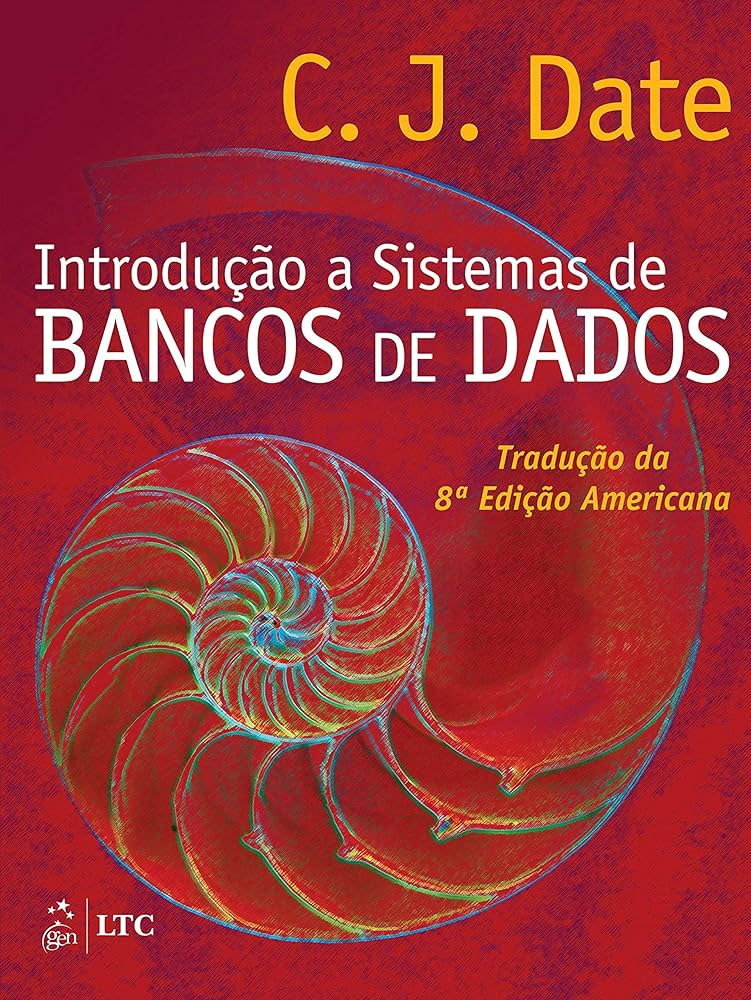 C. J. Date
Introdução a Sistemas de
BANCOS DE DADOS
Tradução da
8ª Edição Americana
gen | LTC